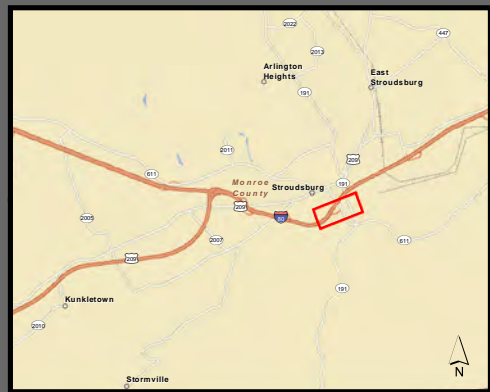 2022
447
2013
Arlington
Heights
East
Stroudsburg
191
2011
209
611
Monroe
County
Stroudsburg
191
209
80
2005
2007
611
209
191
Kunkletown
2010
Stormville
N